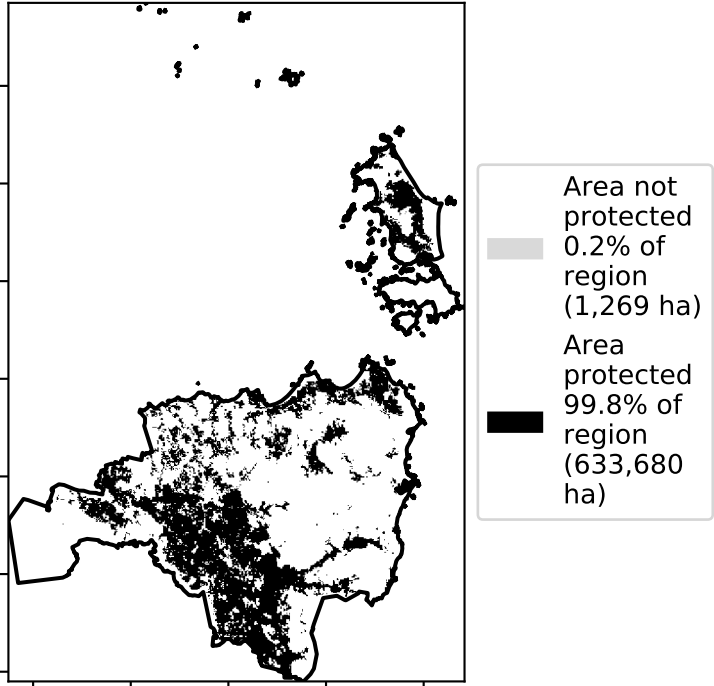 Area not
protected
0.2% of
region
(1,269 ha)
Area
protected
99.8% of
region
(633,680
ha)